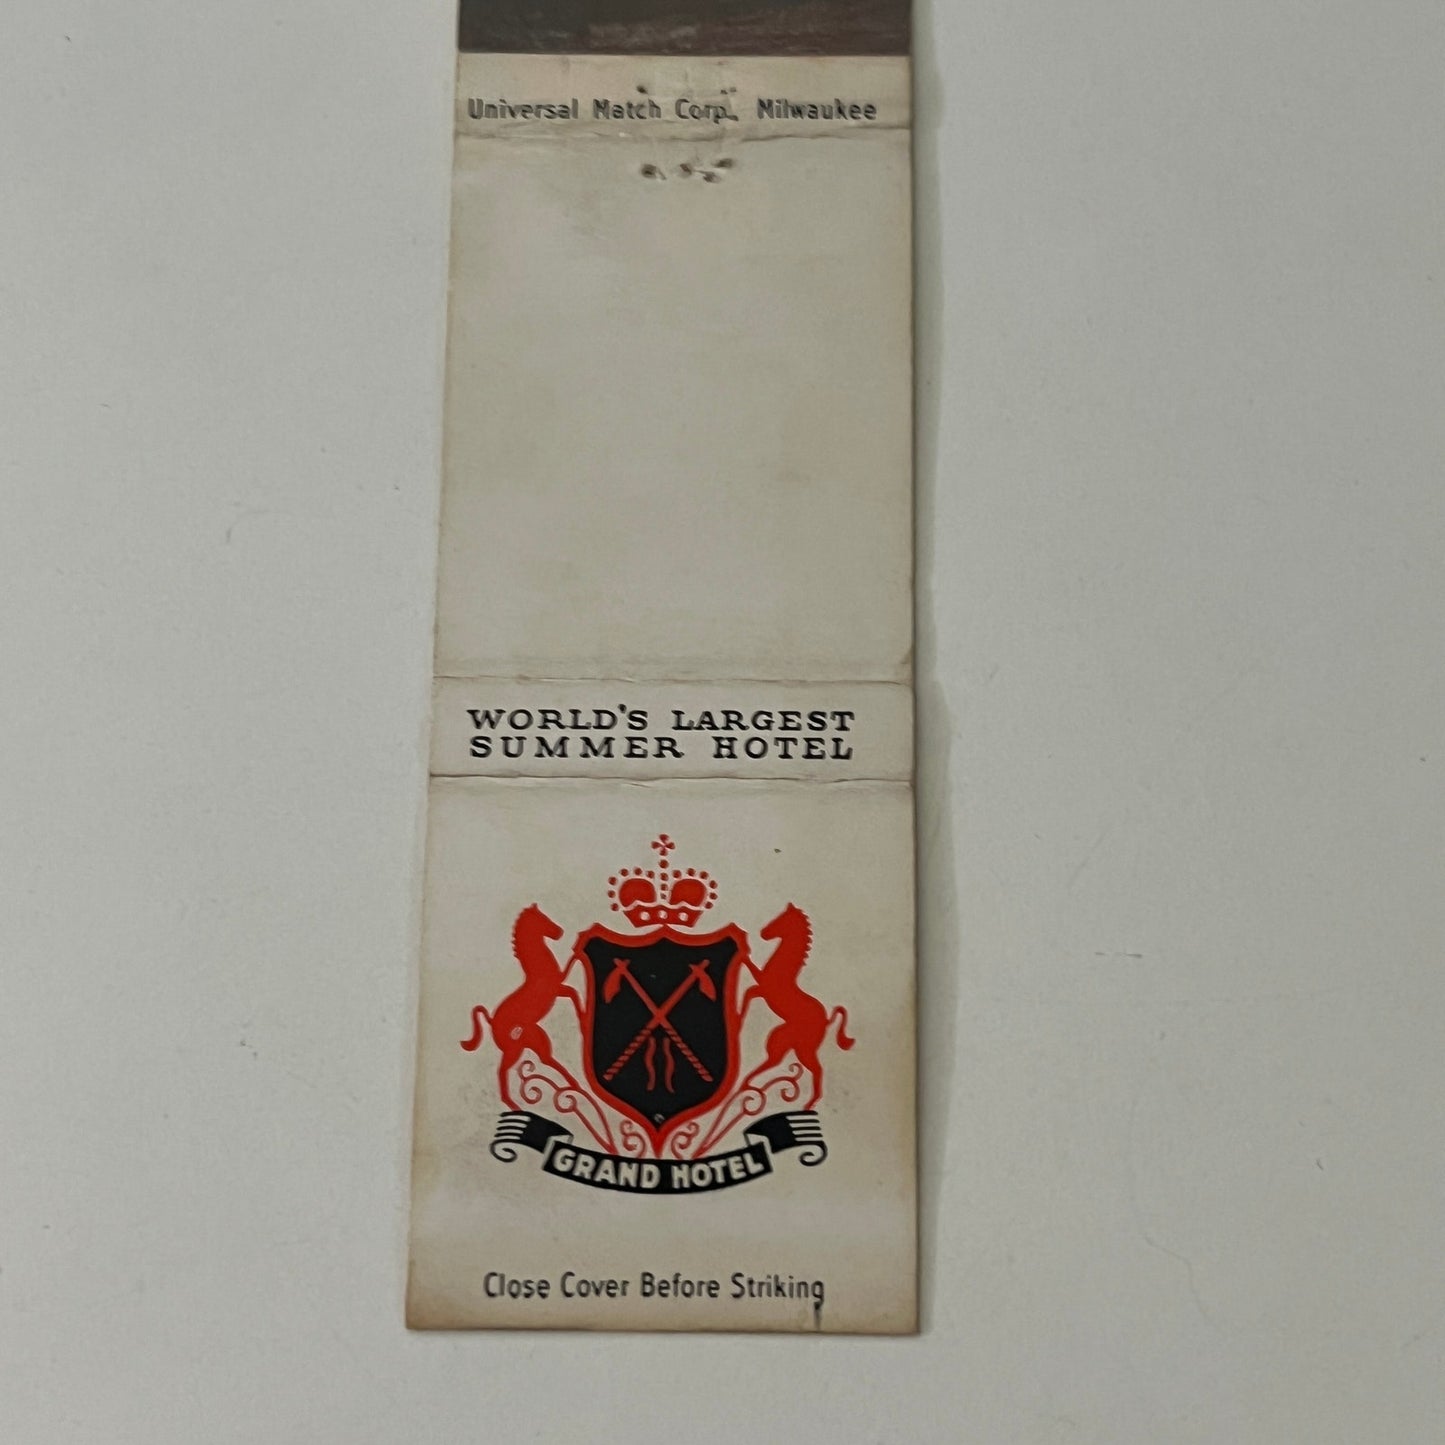 Universal Match Corp., Milwaukee
WORLD'S LARGEST
SUMMER HOTEL
GRAND HOTEL
Close Cover Before Striking